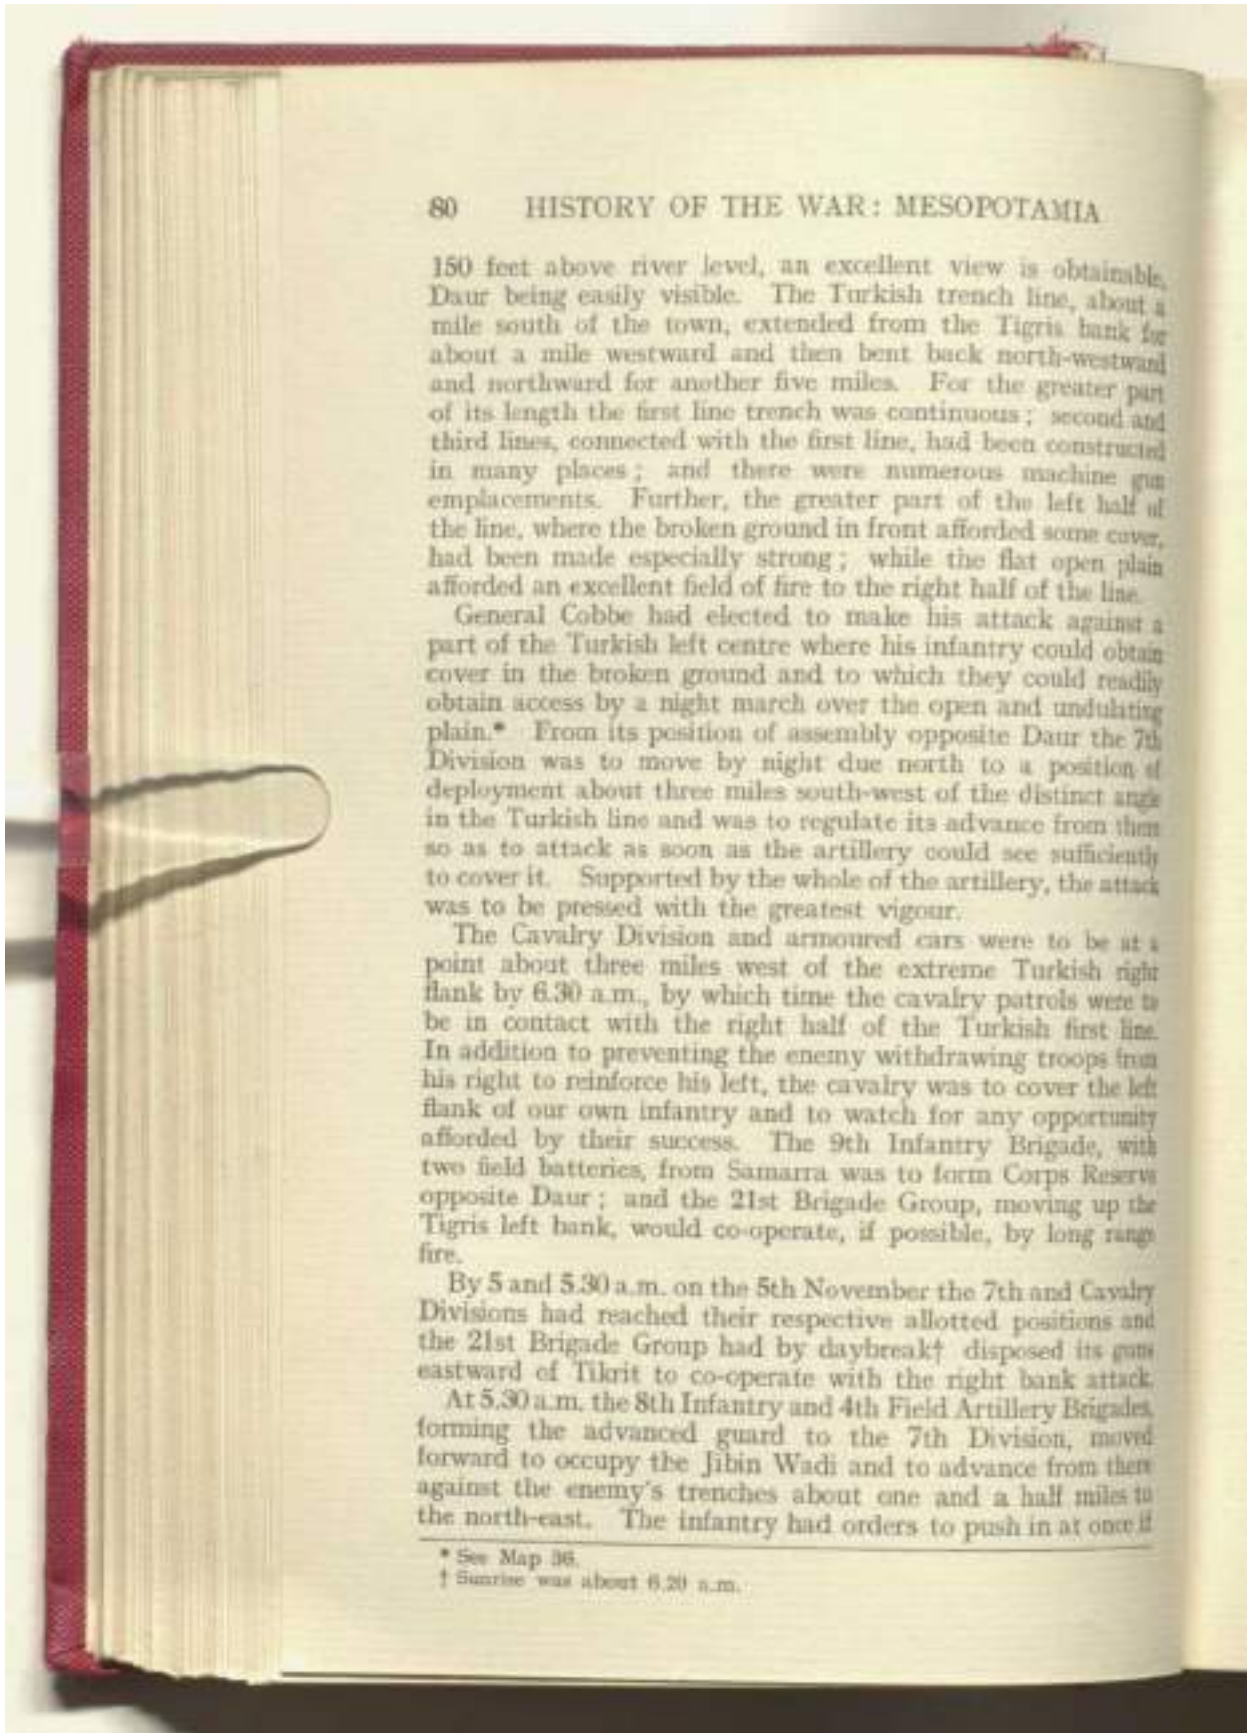 80 HISTORY OF THE WAR: MESOPOTAMIA
150 feet above river level, an excellent view is obtainable,
Daur being easily visible. The Turkish trench line, about a
mile south of the town, extended from the Tigris bank for
about a mile westward and then bent back north-westward
and northward for another five miles. For the greater part
of its length the first line trench was continuous; second and
third lines, connected with the first line, had been constructed
in many places; and there were numerous machine gun
emplacements. Further, the greater part of the left half of
the line, where the broken ground in front afforded some cover,
had been made especially strong; while the flat open plain
afforded an excellent field of fire to the right half of the line.
General Cobbe had elected to make his attack against a
part of the Turkish left centre where his infantry could obtain
cover in the broken ground and to which they could readily
obtain access by a night march over the open and undulating
plain.* From its position of assembly opposite Daur the 7th
Division was to move by night due north to a position of
deployment about three miles south-west of the distinct angle
in the Turkish line and was to regulate its advance from them
so as to attack as soon as the artillery could see sufficiently
to cover it. Supported by the whole of the artillery, the attack
was to be pressed with the greatest vigour.
The Cavalry Division and armoured cars were to be at a
point about three miles west of the extreme Turkish right
flank by 6.30 a.m., by which time the cavalry patrols were to
be in contact with the right half of the Turkish first line.
In addition to preventing the enemy withdrawing troops from
his right to reinforce his left, the cavalry was to cover the left
flank of our own infantry and to watch for any opportunity
afforded by their success. The 9th Infantry Brigade, with
two field batteries, from Samarra was to form Corps Reserve
opposite Daur; and the 21st Brigade Group, moving up the
Tigris left bank, would co-operate, if possible, by long range
fire.
By 5 and 5.30 a.m. on the 5th November the 7th and Cavalry
Divisions had reached their respective allotted positions and
the 21st Brigade Group had by daybreak† disposed its guns
eastward of Tikrit to co-operate with the right bank attack.
At 5.30 a.m. the 8th Infantry and 4th Field Artillery Brigades,
forming the advanced guard to the 7th Division, moved
forward to occupy the Jibin Wadi and to advance from there
against the enemy's trenches about one and a half miles to
the north-east. The infantry had orders to push in at once if
* See Map 36.
† Sunrise was about 6.20 a.m.